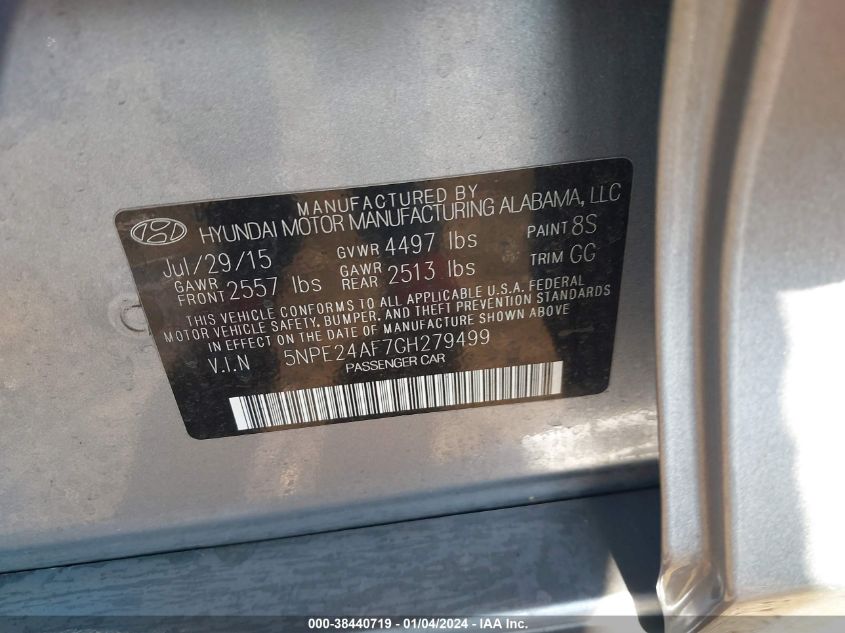 MANUFACTURED BY
HYUNDAI MOTOR MANUFACTURING ALABAMA, LLC
Jul/29/15 GVWR 4497 lbs PAINT 8S
GAWR FRONT 2557 lbs GAWR REAR 2513 lbs TRIM GG
THIS VEHICLE CONFORMS TO ALL APPLICABLE U.S.A. FEDERAL
MOTOR VEHICLE SAFETY, BUMPER, AND THEFT PREVENTION STANDARDS
IN EFFECT ON THE DATE OF MANUFACTURE SHOWN ABOVE
V.I.N 5NPE24AF7GH279499
PASSENGER CAR
000-38440719 - 01/04/2024 - © IAA Inc.